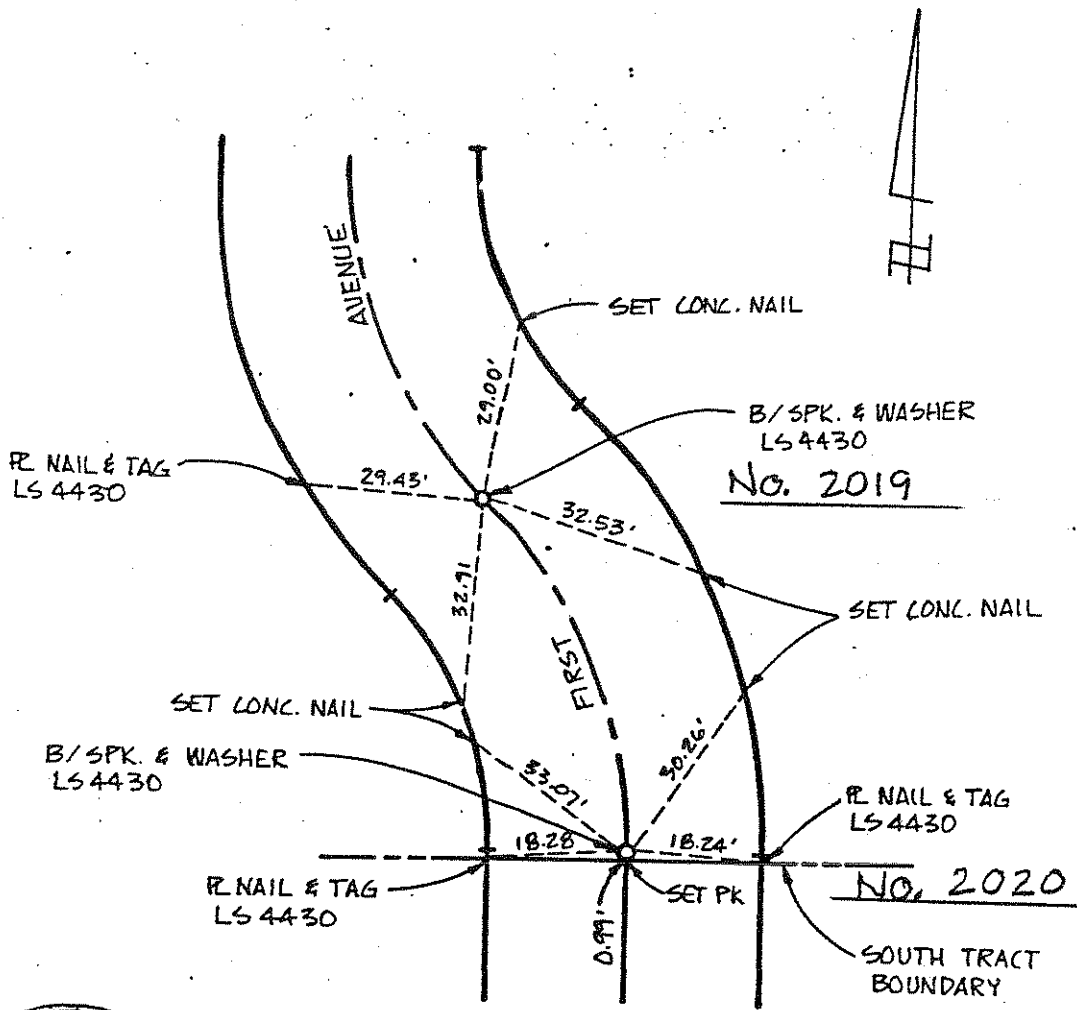 N
AVENUE
SET CONC. NAIL
29.00'
B/SPK. & WASHER
LS 4430
No. 2019
PL NAIL & TAG
LS 4430
29.43'
32.53'
32.91
SET CONC. NAIL
FIRST
SET CONC. NAIL
B/SPK. & WASHER
LS 4430
33.07'
30.26'
PL NAIL & TAG
LS 4430
18.28
18.24'
PL NAIL & TAG
LS 4430
0.99'
SET PK
No. 2020
SOUTH TRACT
BOUNDARY